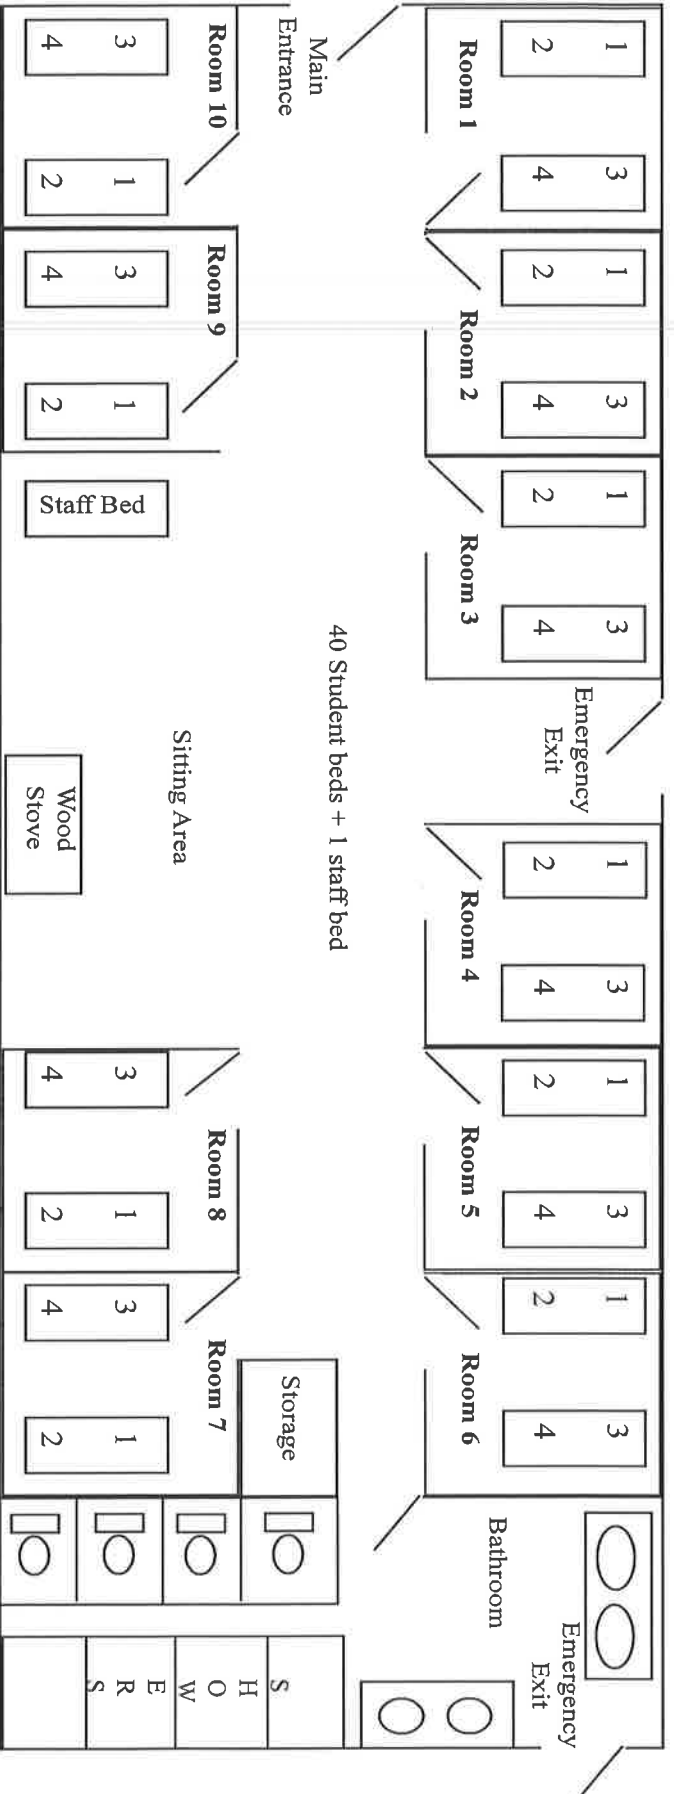 1 3
2 4
Room 1
1 3
2 4
Room 2
1 3
2 4
Room 3
Emergency
Exit
1 3
2 4
Room 4
1 3
2 4
Room 5
1 3
2 4
Room 6
Bathroom
Emergency
Exit
Main
Entrance
40 Student beds + 1 staff bed
Room 10
3 1
4 2
Room 9
3 1
4 2
Staff Bed
Sitting Area
Wood
Stove
Room 8
3 1
4 2
Room 7
3 1
4 2
Storage
S
H
O
W
E
R
S